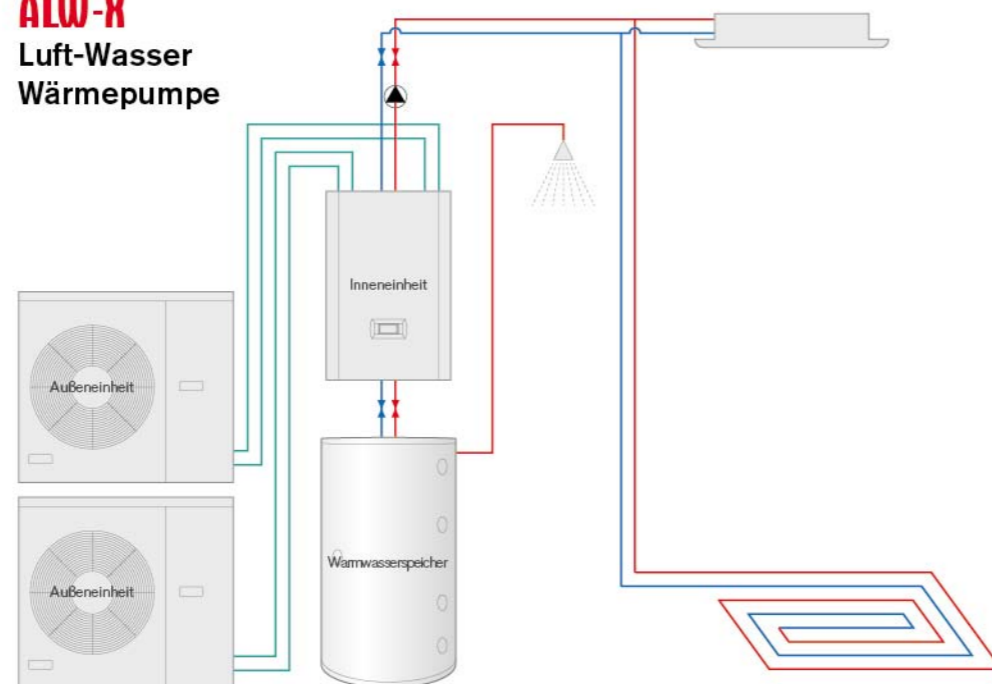 ALW-X
Luft-Wasser
Wärmepumpe
Inneneinheit
Außeneinheit
Warmwasserspeicher
Außeneinheit